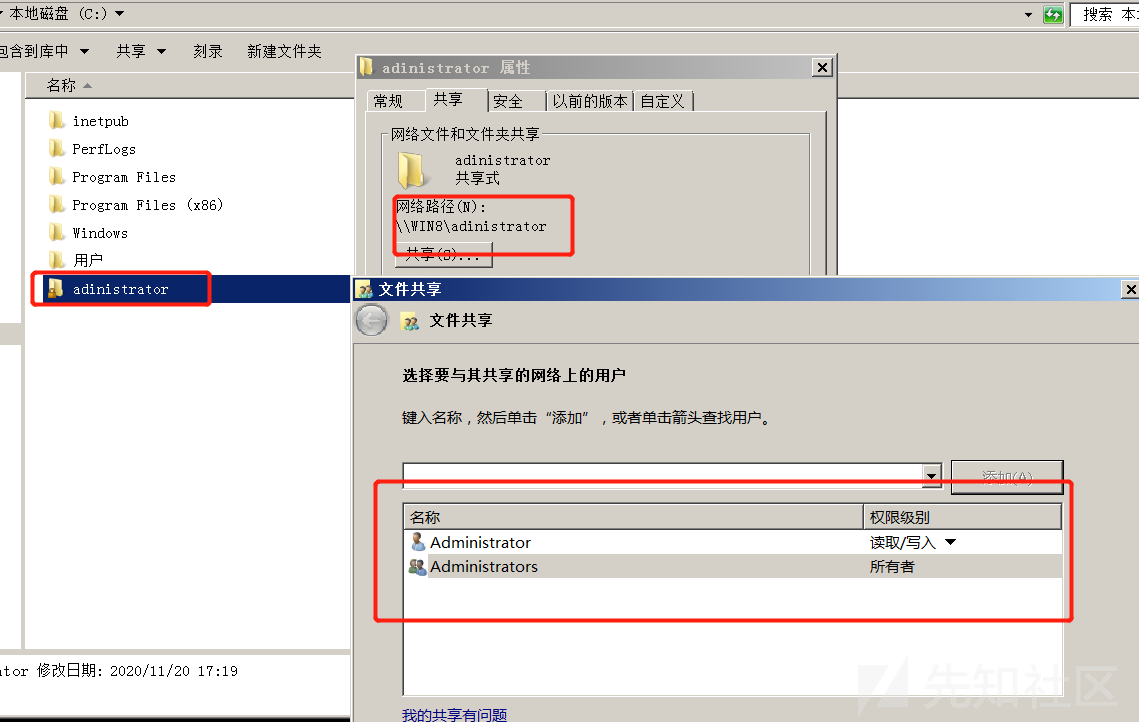 本地磁盘 (C:)
搜索 本
包含到库中
共享
刻录
新建文件夹
名称
inetpub
PerfLogs
Program Files
Program Files (x86)
Windows
用户
adinistrator
adinistrator 属性
常规
共享
安全
以前的版本
自定义
网络文件和文件夹共享
adinistrator
共享式
网络路径(N):
\\WIN8\adinistrator
共享(S)...
文件共享
文件共享
选择要与其共享的网络上的用户
键入名称，然后单击“添加”，或者单击箭头查找用户。
添加(A)
名称
权限级别
Administrator
读取/写入
Administrators
所有者
我的共享有问题
ator 修改日期: 2020/11/20 17:19
先知社区